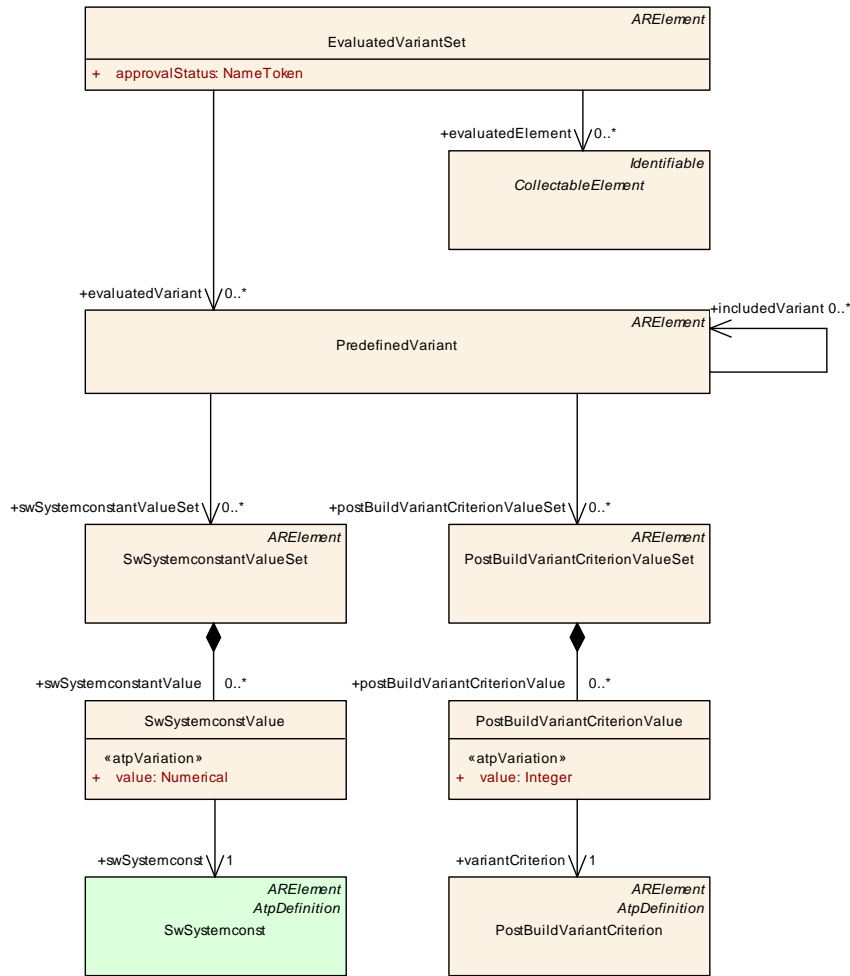 ARElement
EvaluatedVariantSet
+ approvalStatus: NameToken
+evaluatedElement 0..*
Identifiable
CollectableElement
+evaluatedVariant 0..*
+includedVariant 0..*
ARElement
PredefinedVariant
+swSystemconstantValueSet 0..*
+postBuildVariantCriterionValueSet 0..*
ARElement
SwSystemconstantValueSet
ARElement
PostBuildVariantCriterionValueSet
+swSystemconstantValue 0..*
+postBuildVariantCriterionValue 0..*
SwSystemconstValue
«atpVariation»
+ value: Numerical
PostBuildVariantCriterionValue
«atpVariation»
+ value: Integer
+swSystemconst 1
+variantCriterion 1
ARElement
AtpDefinition
SwSystemconst
ARElement
AtpDefinition
PostBuildVariantCriterion